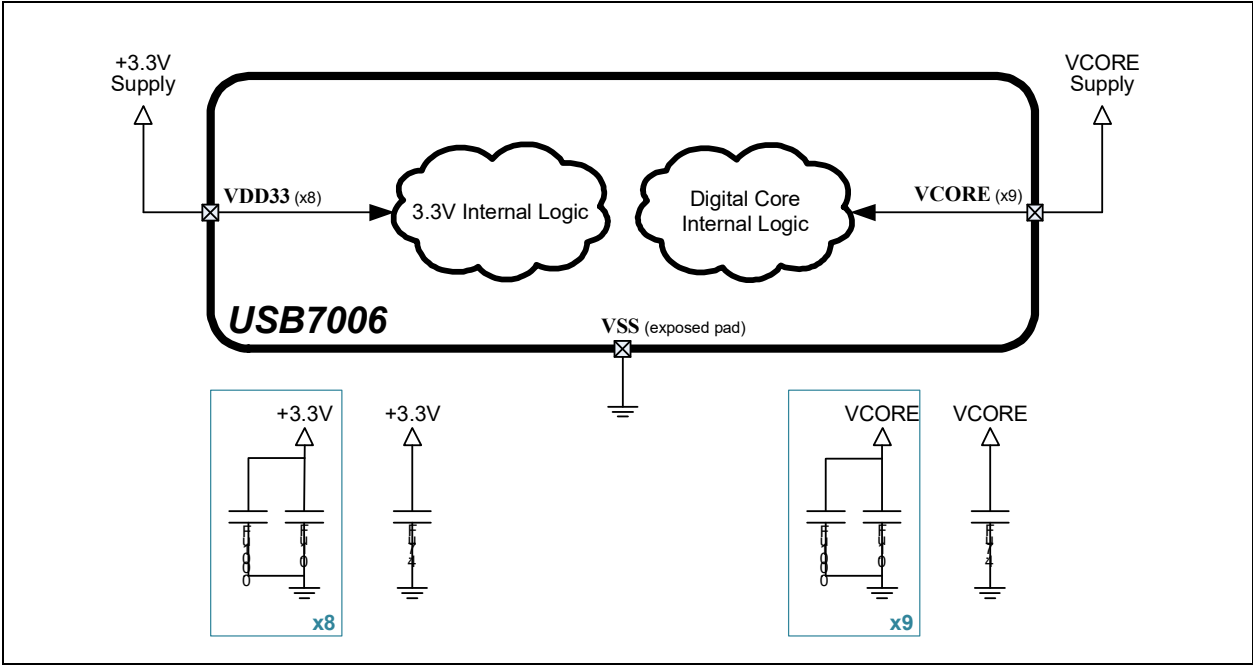 +3.3V
Supply
VCORE
Supply
VDD33 (x8)
3.3V Internal Logic
Digital Core
Internal Logic
VCORE (x9)
USB7006
VSS (exposed pad)
+3.3V
+3.3V
VCORE
VCORE
x8
x9